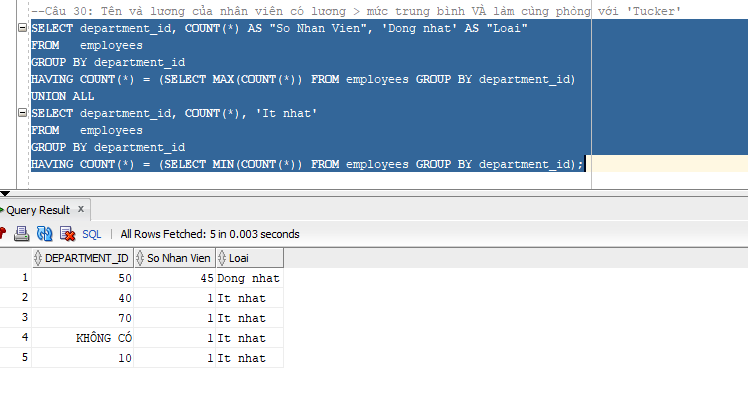 --Câu 30: Tên và lương của nhân viên có lương > mức trung bình VÀ làm cùng phòng với 'Tucker'
SELECT department_id, COUNT(*) AS "So Nhan Vien", 'Dong nhat' AS "Loai"
FROM employees
GROUP BY department_id
HAVING COUNT(*) = (SELECT MAX(COUNT(*)) FROM employees GROUP BY department_id)
UNION ALL
SELECT department_id, COUNT(*), 'It nhat'
FROM employees
GROUP BY department_id
HAVING COUNT(*) = (SELECT MIN(COUNT(*)) FROM employees GROUP BY department_id);
Query Result x
SQL | All Rows Fetched: 5 in 0.003 seconds
DEPARTMENT_ID So Nhan Vien Loai
1 50 45 Dong nhat
2 40 1 It nhat
3 70 1 It nhat
4 KHÔNG CÓ 1 It nhat
5 10 1 It nhat